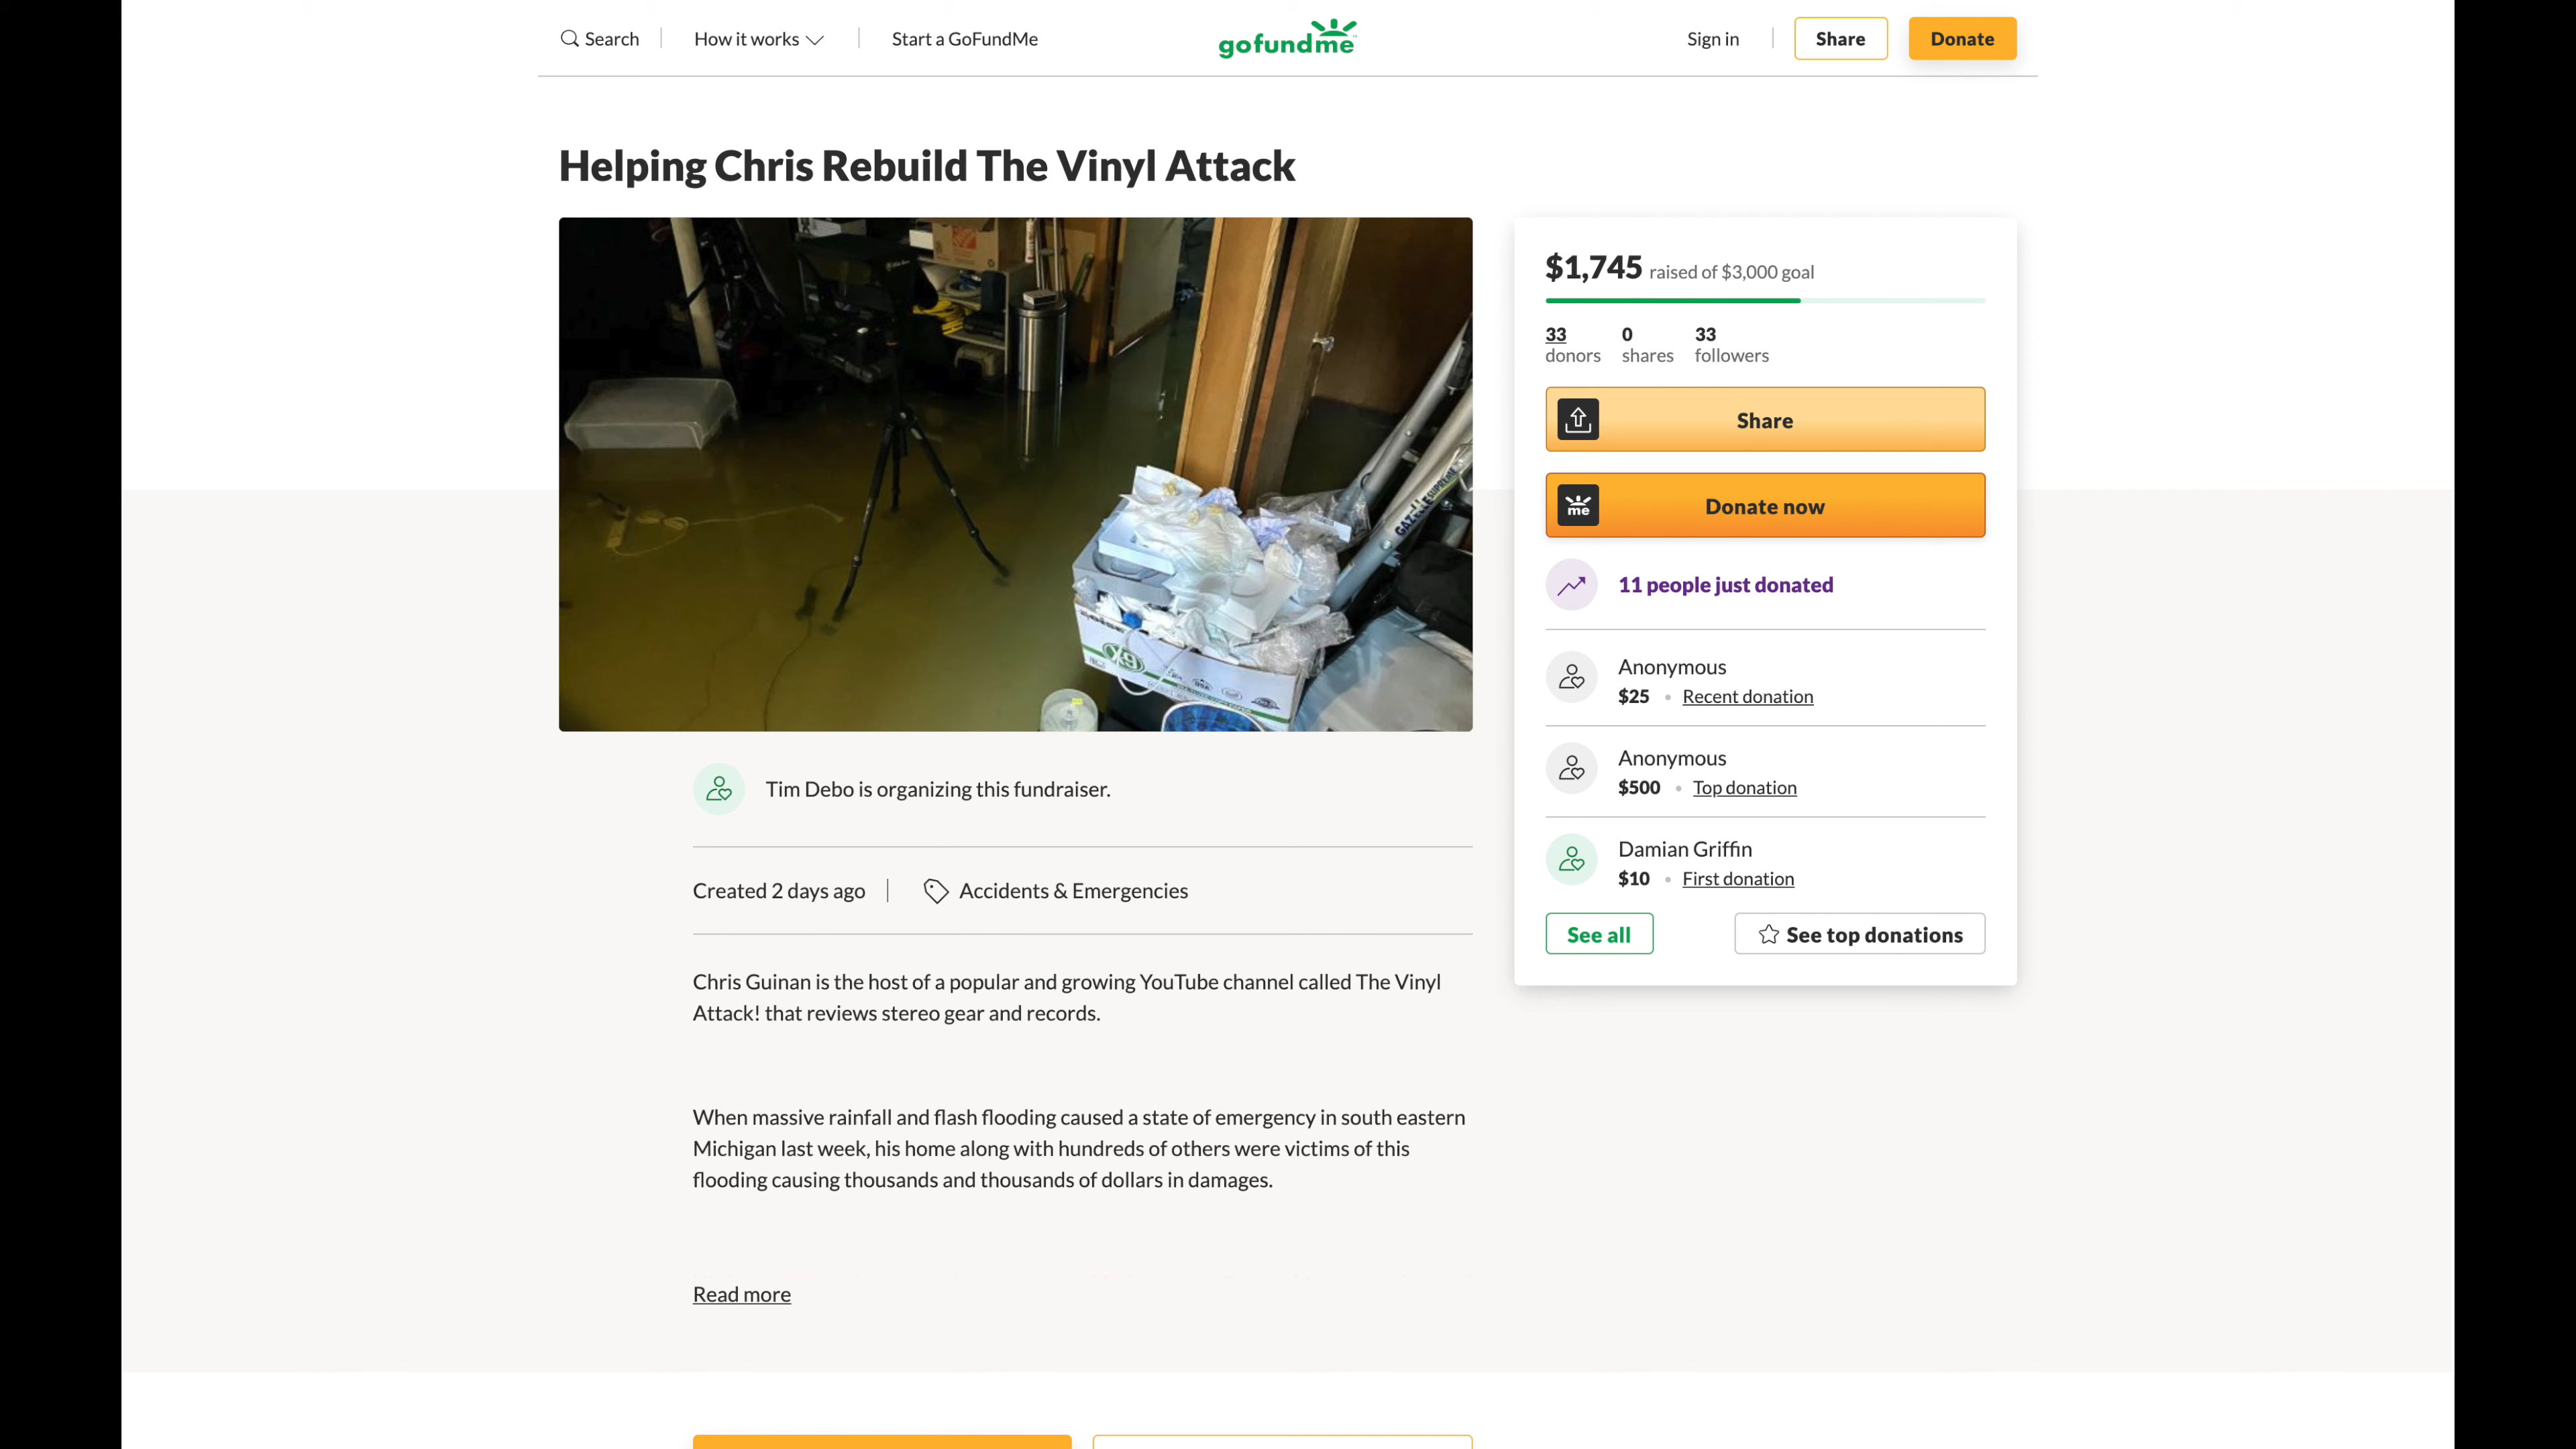 Search
How it works
Start a GoFundMe
gofundme
Sign in
Share
Donate
Helping Chris Rebuild The Vinyl Attack
GAZELLE SUPREME
X9
$1,745 raised of $3,000 goal
33 donors
0 shares
33 followers
Share
me
Donate now
11 people just donated
Anonymous
$25 • Recent donation
Anonymous
$500 • Top donation
Damian Griffin
$10 • First donation
See all
See top donations
Tim Debo is organizing this fundraiser.
Created 2 days ago
Accidents & Emergencies
Chris Guinan is the host of a popular and growing YouTube channel called The Vinyl
Attack! that reviews stereo gear and records.
When massive rainfall and flash flooding caused a state of emergency in south eastern
Michigan last week, his home along with hundreds of others were victims of this
flooding causing thousands and thousands of dollars in damages.
Read more